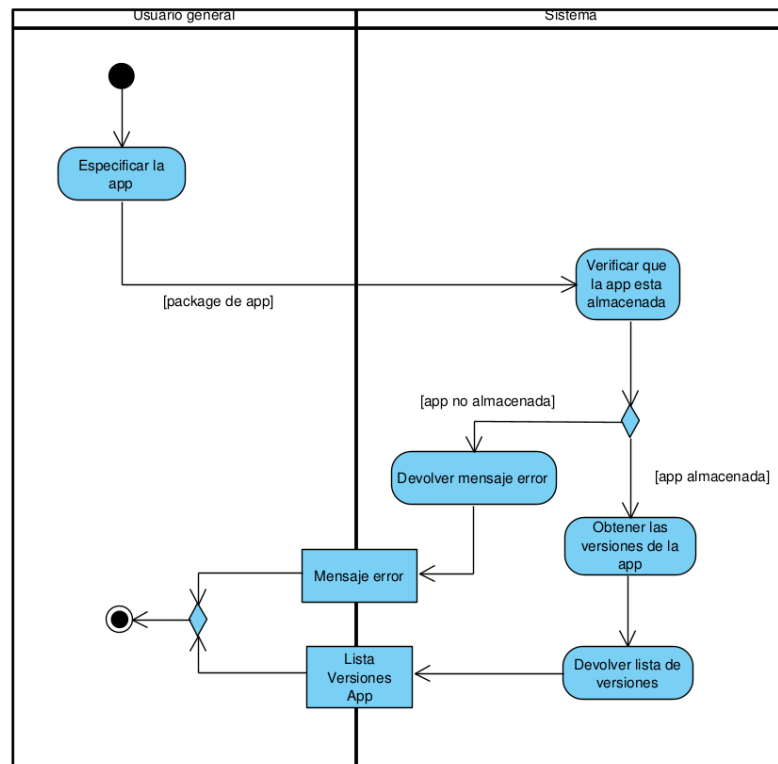 Usuario general
Sistema
Especificar la
app
[package de app]
Verificar que
la app esta
almacenada
[app no almacenada]
Devolver mensaje error
[app almacenada]
Obtener las
versiones de la
app
Mensaje error
Lista
Versiones
App
Devolver lista de
versiones